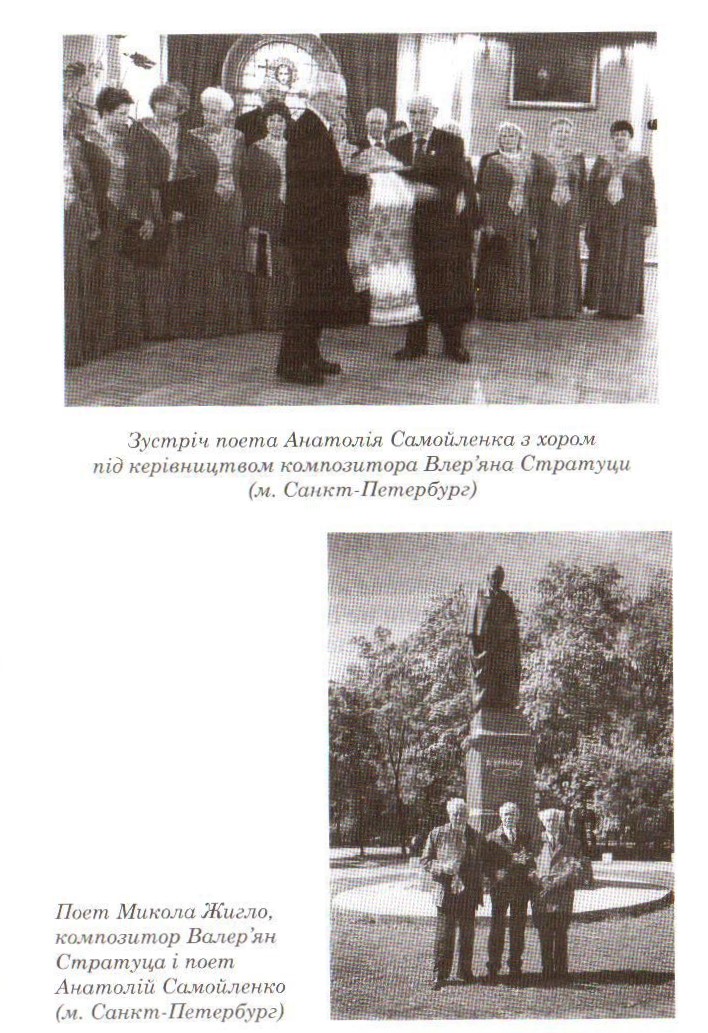 Зустріч поета Анатолія Самойленка з хором
під керівництвом композитора Влер’яна Стратуци
(м. Санкт-Петербург)
Поет Микола Жигло,
композитор Валер’ян
Стратуца і поет
Анатолій Самойленко
(м. Санкт-Петербург)